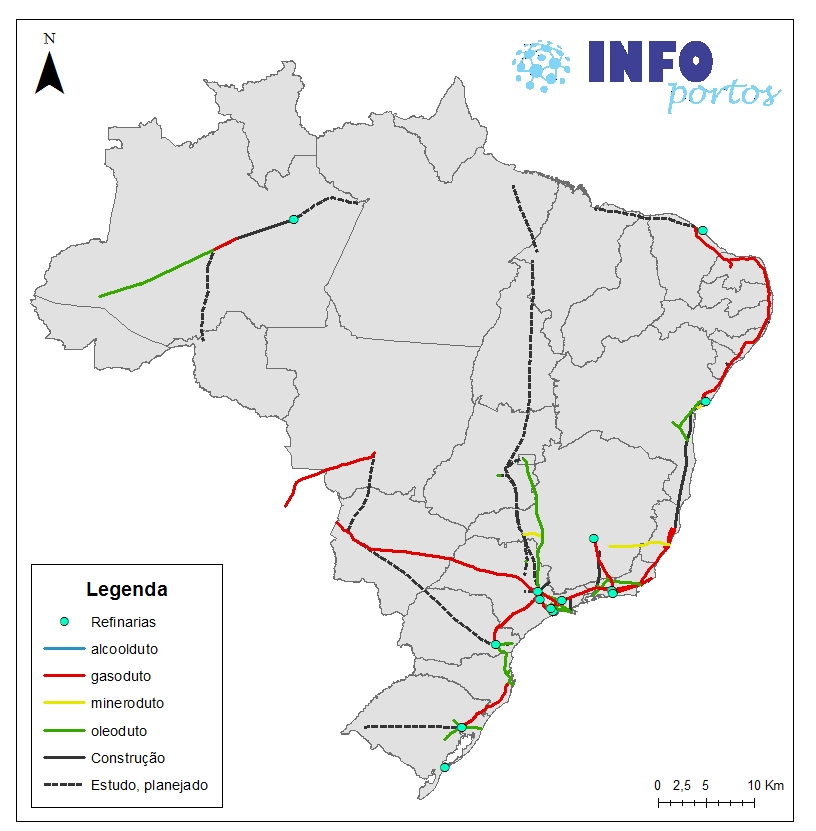 N
INFO
portos
Legenda
Refinarias
alcoolduto
gasoduto
mineroduto
oleoduto
Construção
Estudo, planejado
0 2,5 5 10 Km